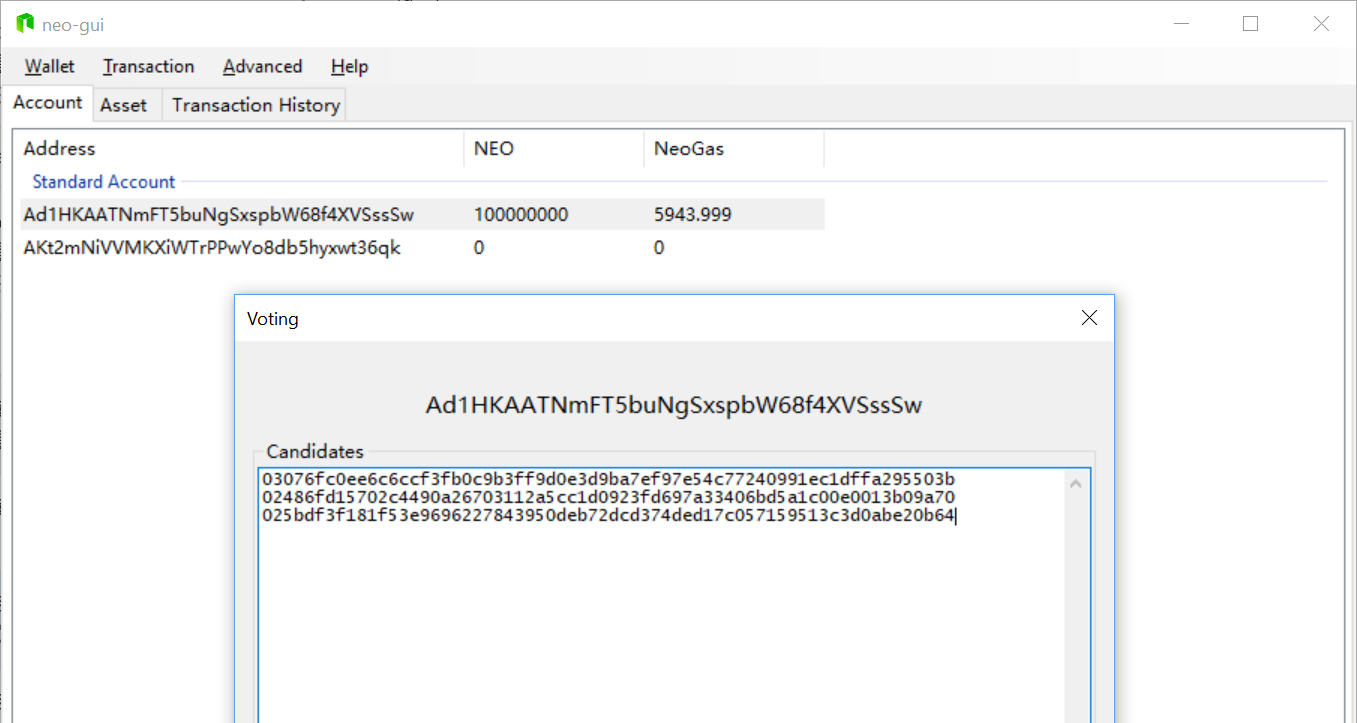 neo-gui
Wallet Transaction Advanced Help
Account Asset Transaction History
Address NEO NeoGas
Standard Account
Ad1HKAATNmFT5buNgSxspbW68f4XVSssSw 100000000 5943.999
AKt2mNiVVMKXiWTrPPwYo8db5hyxwt36qk 0 0
Voting
Ad1HKAATNmFT5buNgSxspbW68f4XVSssSw
Candidates
03076fc0ee6c6ccf3fb0c9b3ff9d0e3d9ba7ef97e54c77240991ec1dffa295503b
02486fd15702c4490a26703112a5cc1d0923fd697a33406bd5a1c00e0013b09a70
025bdf3f181f53e9696227843950deb72dcd374ded17c057159513c3d0abe20b64